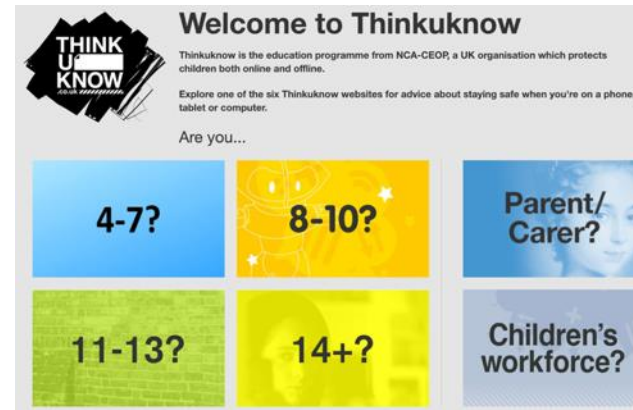 THINK
U
KNOW
.co.uk
Welcome to Thinkuknow
Thinkuknow is the education programme from NCA-CEOP, a UK organisation which protects
children both online and offline.
Explore one of the six Thinkuknow websites for advice about staying safe when you're on a phone
tablet or computer.
Are you...
4-7?
8-10?
Parent/
Carer?
11-13?
14+?
Children's
workforce?